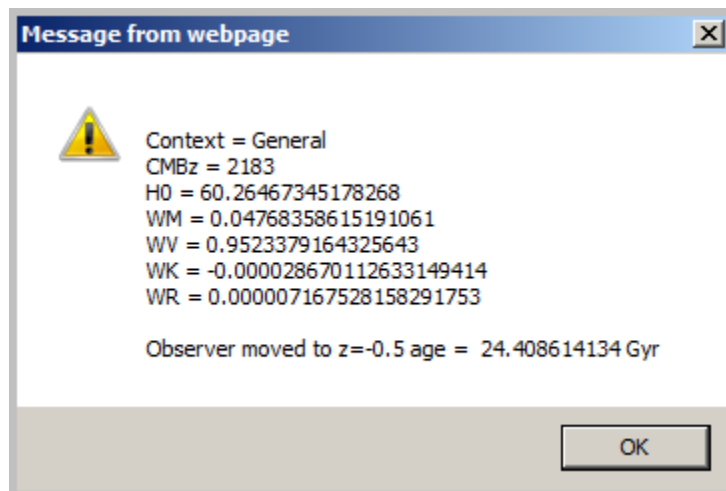 Message from webpage
Context = General
CMBz = 2183
H0 = 60.26467345178268
WM = 0.04768358615191061
WV = 0.9523379164325643
WK = -0.000028670112633149414
WR = 0.000007167528158291753
Observer moved to z=-0.5 age =  24.408614134 Gyr
OK